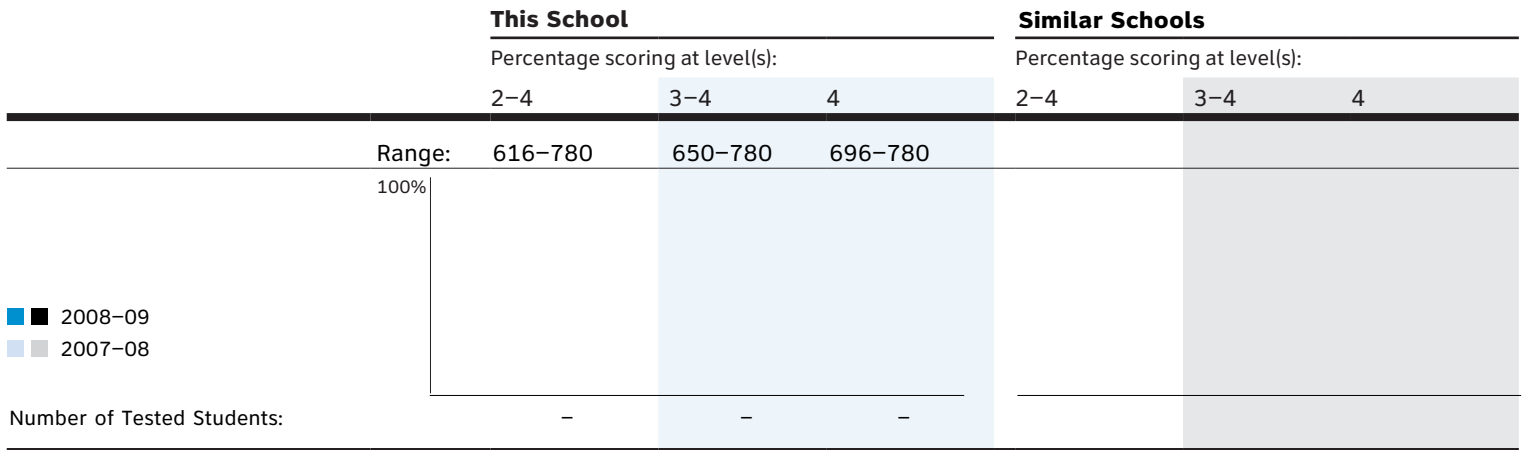 This School Similar Schools
Percentage scoring at level(s): Percentage scoring at level(s):
2–4 3–4 4 2–4 3–4 4
Range: 616–780 650–780 696–780
100%
2008–09
2007–08
Number of Tested Students: – – –